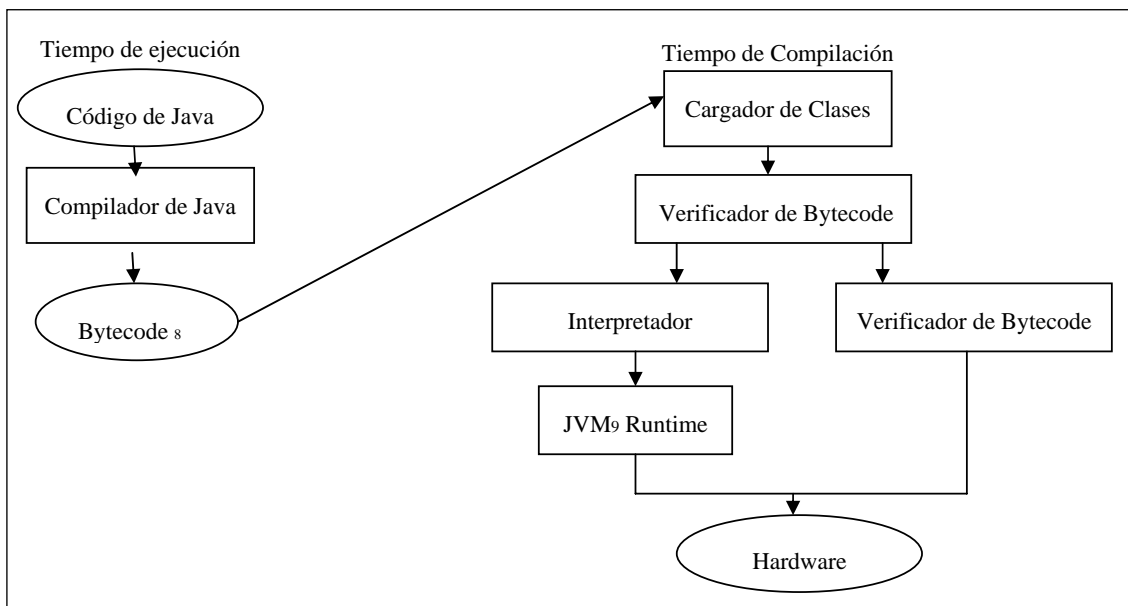 Tiempo de ejecución
Código de Java
Compilador de Java
Bytecode 8
Tiempo de Compilación
Cargador de Clases
Verificador de Bytecode
Interpretador
Verificador de Bytecode
JVM9 Runtime
Hardware